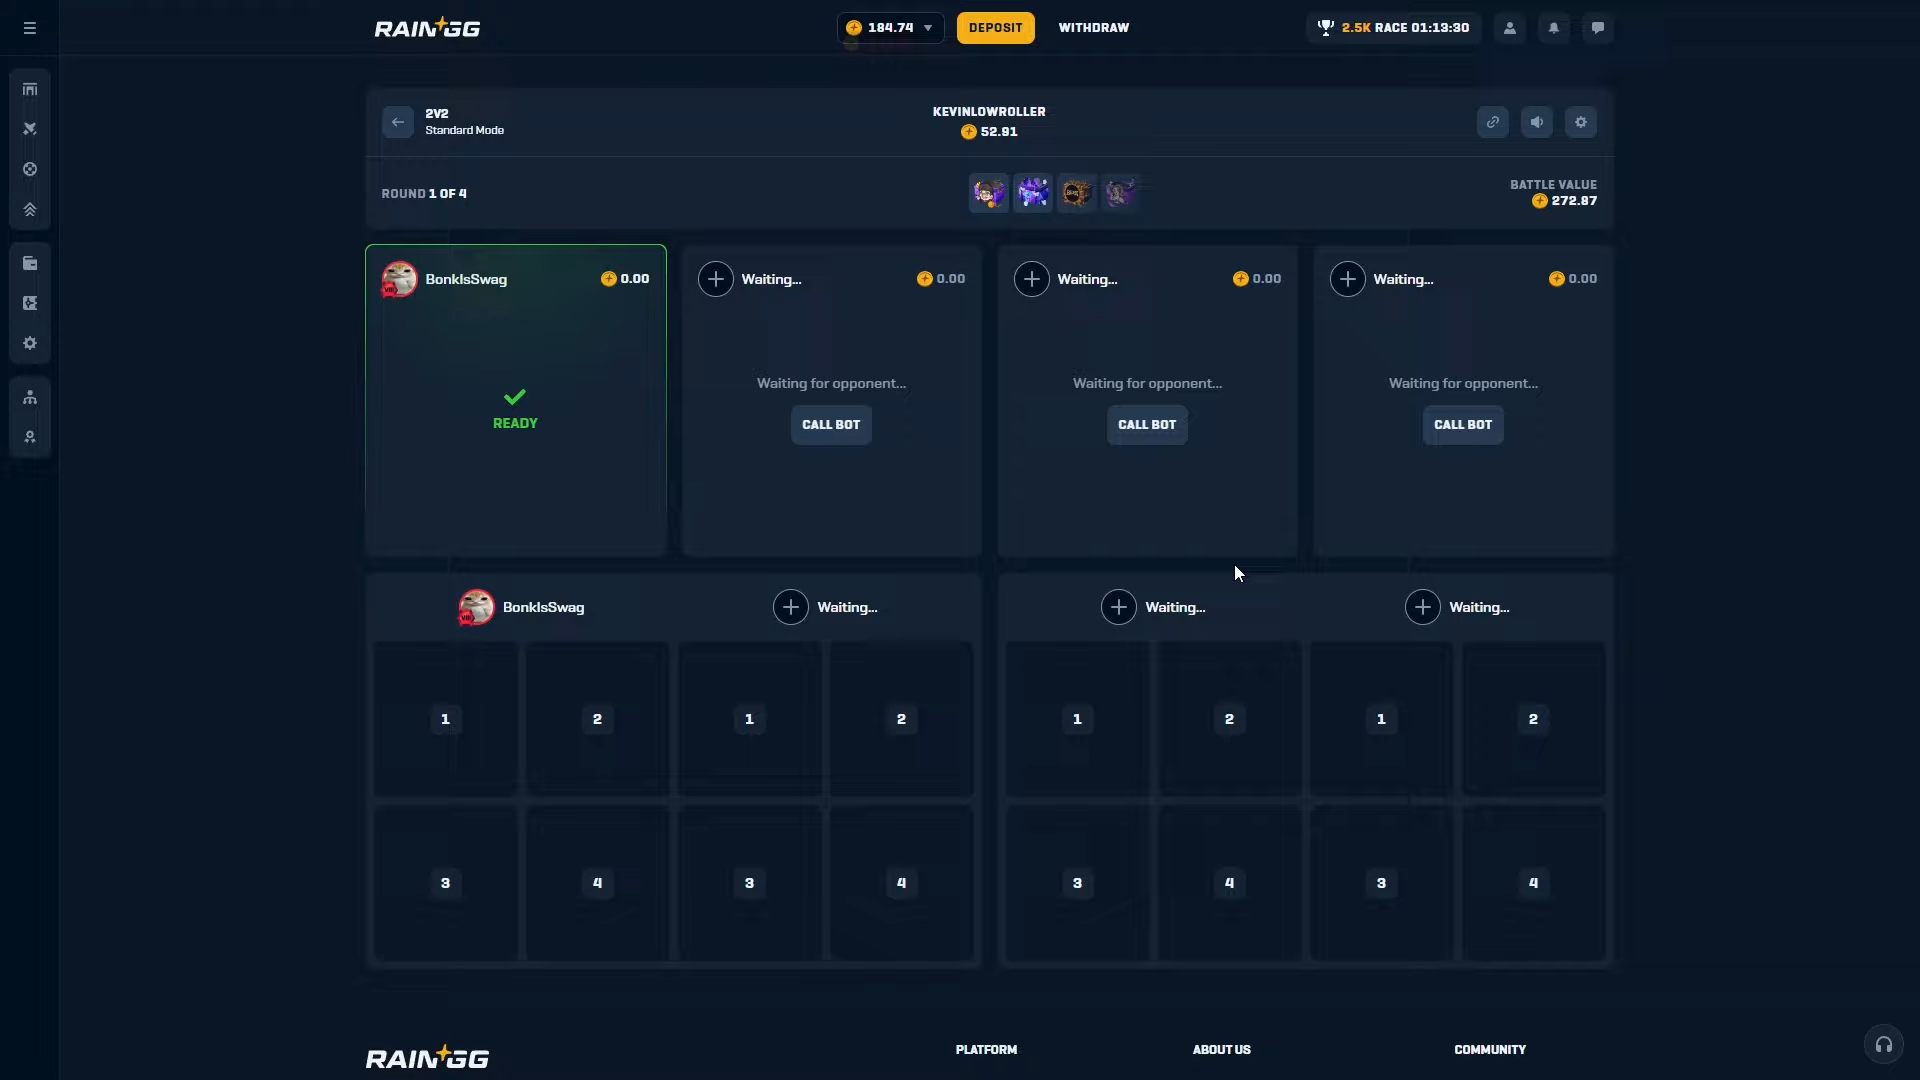 RAIN GG
184.74
DEPOSIT
WITHDRAW
2.5K RACE 01:13:30
2V2
Standard Mode
KEVINLOWROLLER
52.91
ROUND 1 OF 4
BATTLE VALUE
272.87
BonkIsSwag 0.00
Waiting... 0.00
Waiting... 0.00
Waiting... 0.00
READY
Waiting for opponent...
CALL BOT
Waiting for opponent...
CALL BOT
Waiting for opponent...
CALL BOT
BonkIsSwag
Waiting...
Waiting...
Waiting...
1 2 1 2 1 2 1 2
3 4 3 4 3 4 3 4
RAIN GG
PLATFORM
ABOUT US
COMMUNITY